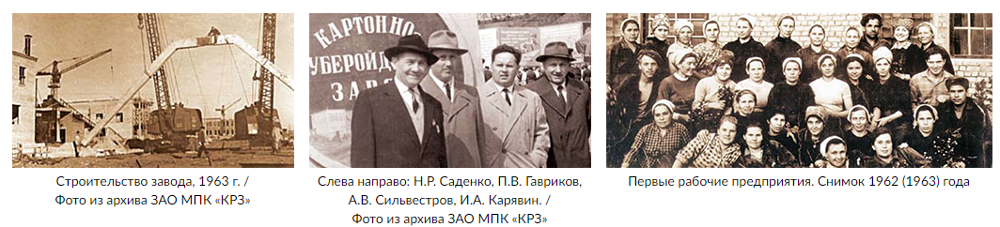 КАРТОННО
УБЕРОЙД
ЗАВ
Строительство завода, 1963 г. /
Фото из архива ЗАО МПК «КРЗ»
Слева направо: Н.Р. Саденко, П.В. Гавриков,
А.В. Сильвестров, И.А. Карявин. /
Фото из архива ЗАО МПК «КРЗ»
Первые рабочие предприятия. Снимок 1962 (1963) года